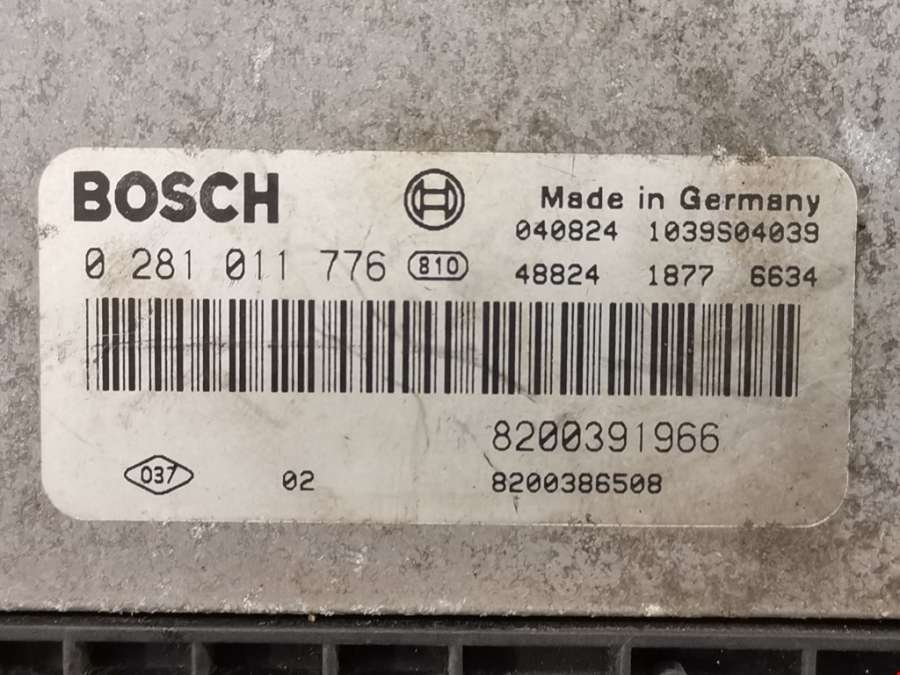 BOSCH
Made in Germany
040824 1039S04039
0 281 011 776 810
48824 1877 6634
8200391966
037 02 8200386508